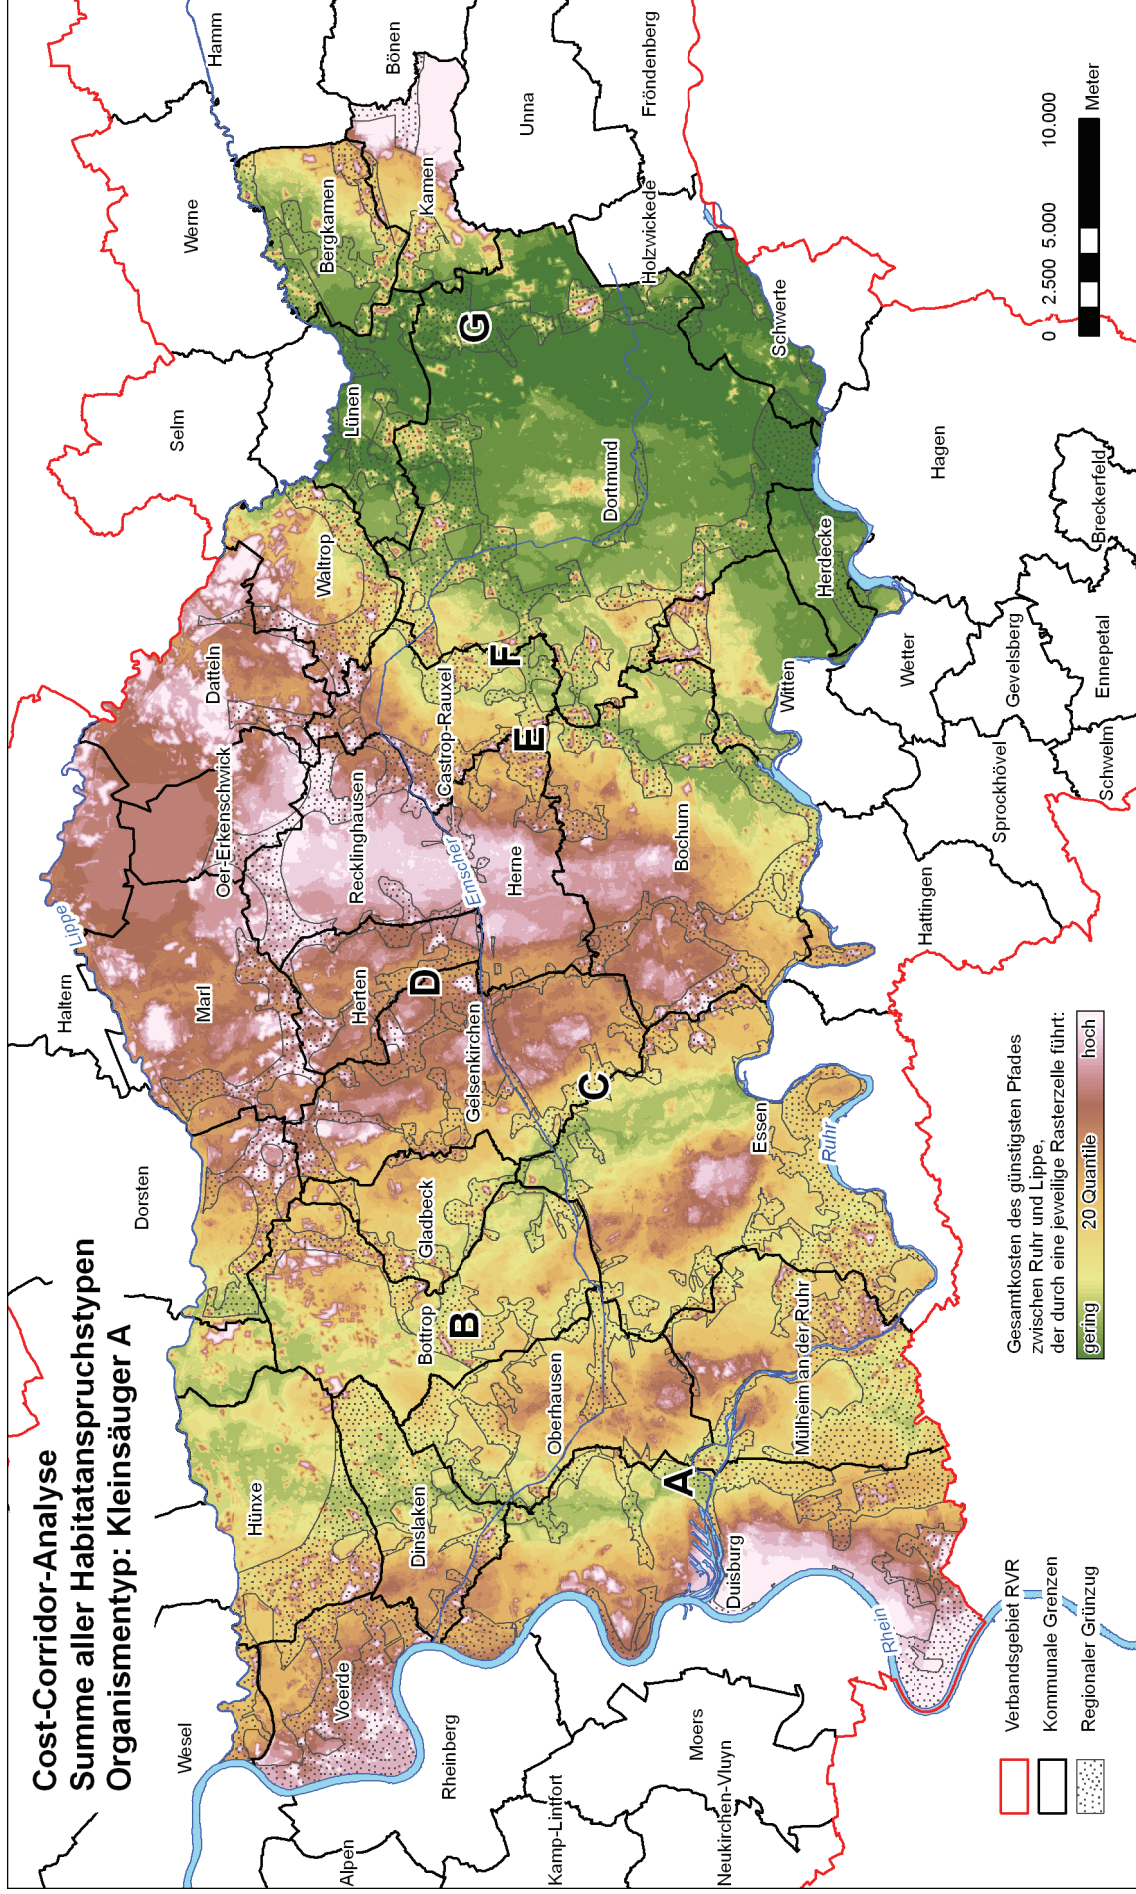 Cost-Corridor-Analyse
Summe aller Habitatanspruchstypen
Organismentyp: Kleinsäuger A
Wesel
Dorsten
Haltern
Lippe
Selm
Werne
Hamm
Hünxe
Marl
Oer-Erkenschwick
Datteln
Waltrop
Lünen
Bergkamen
Bönen
Voerde
Dinslaken
Bottrop
Gladbeck
Herten
Recklinghausen
Castrop-Rauxel
Kamen
Rheinberg
Alpen
B
Gelsenkirchen
D
Emscher
Herne
E
F
G
Unna
Kamp-Lintfort
Oberhausen
C
Dortmund
Holzwickede
Fröndenberg
Moers
Neukirchen-Vluyn
Duisburg
A
Mülheim an der Ruhr
Essen
Ruhr
Bochum
Witten
Herdecke
Schwerte
Rhein
Hattingen
Sprockhövel
Wetter
Gevelsberg
Schwelm
Ennepetal
Hagen
Breckerfeld
Verbandsgebiet RVR
Kommunale Grenzen
Regionaler Grünzug
Gesamtkosten des günstigsten Pfades
zwischen Ruhr und Lippe,
der durch eine jeweilige Rasterzelle führt:
gering 20 Quantile hoch
0 2.500 5.000 10.000
Meter